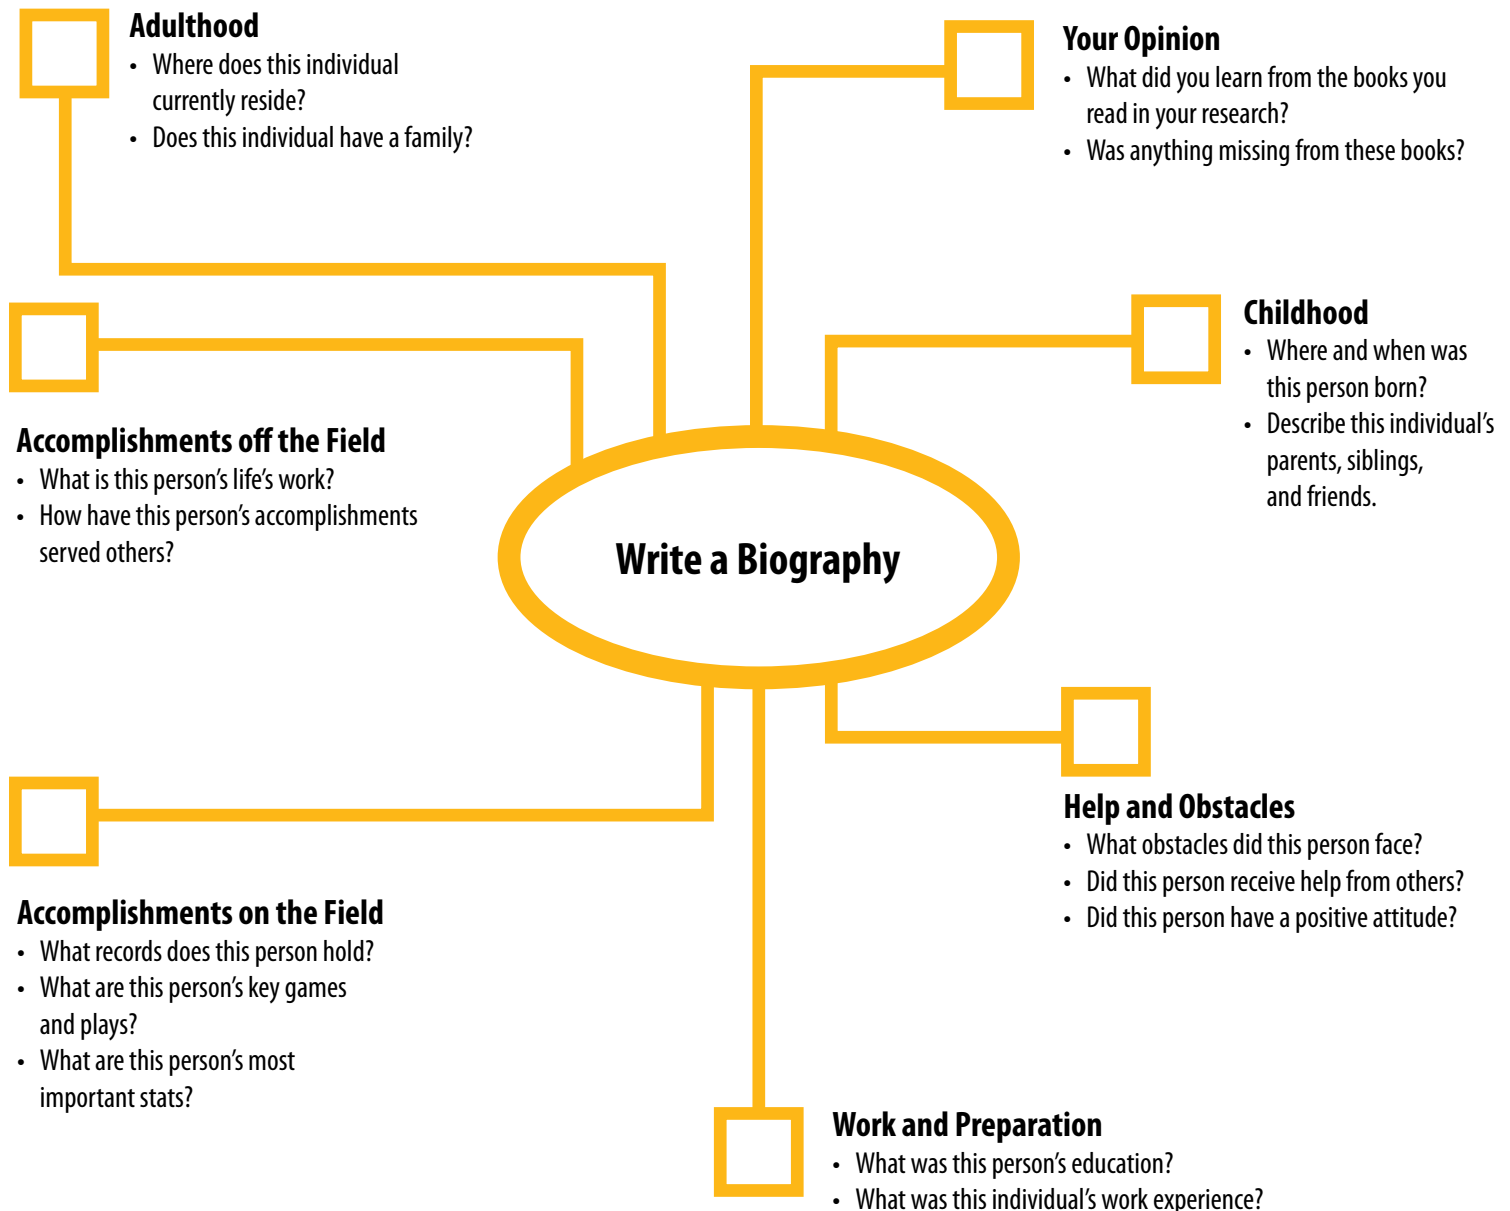 Adulthood
• Where does this individual
currently reside?
• Does this individual have a family?
Your Opinion
• What did you learn from the books you
read in your research?
• Was anything missing from these books?
Childhood
• Where and when was
this person born?
• Describe this individual’s
parents, siblings,
and friends.
Accomplishments off the Field
• What is this person’s life’s work?
• How have this person’s accomplishments
served others?
Write a Biography
Help and Obstacles
• What obstacles did this person face?
• Did this person receive help from others?
• Did this person have a positive attitude?
Accomplishments on the Field
• What records does this person hold?
• What are this person’s key games
and plays?
• What are this person’s most
important stats?
Work and Preparation
• What was this person’s education?
• What was this individual’s work experience?